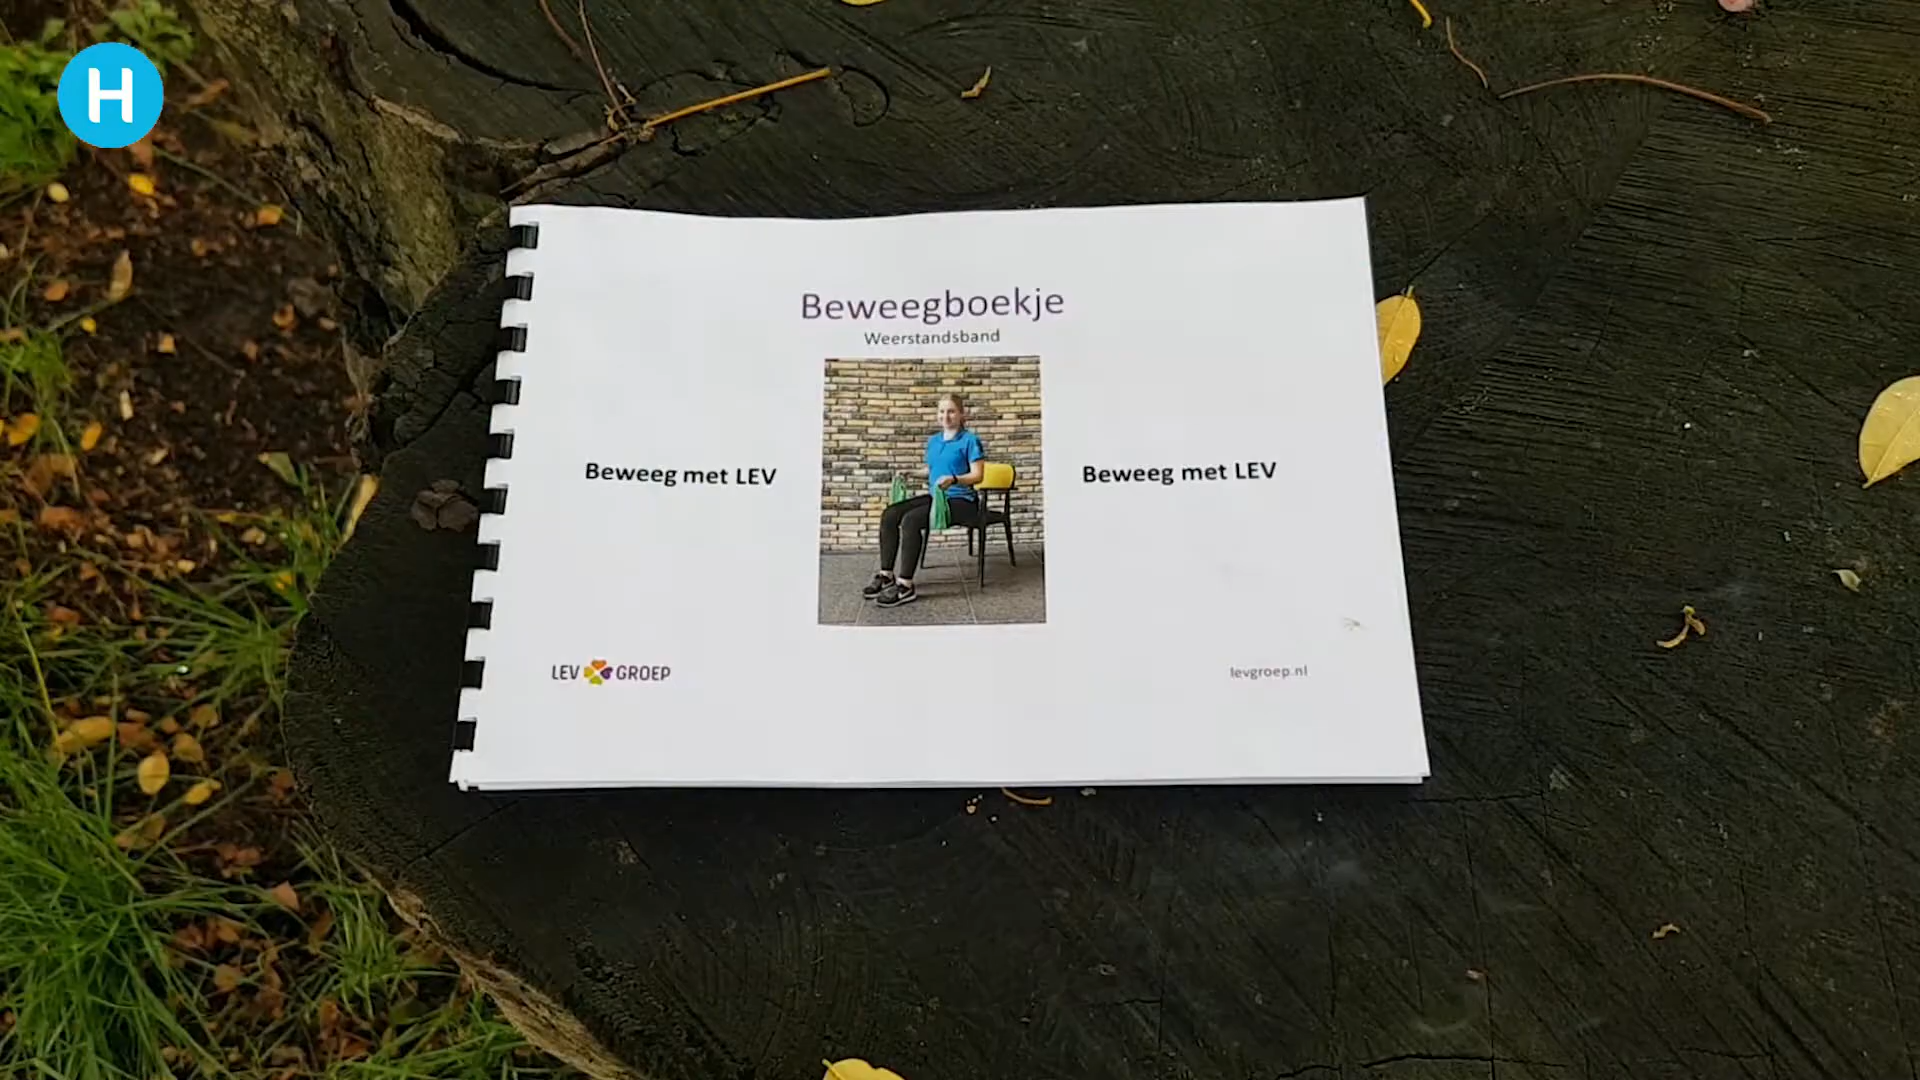 H
Beweegboekje
Weerstandsband
Beweeg met LEV
Beweeg met LEV
LEV GROEP
levgroep.nl